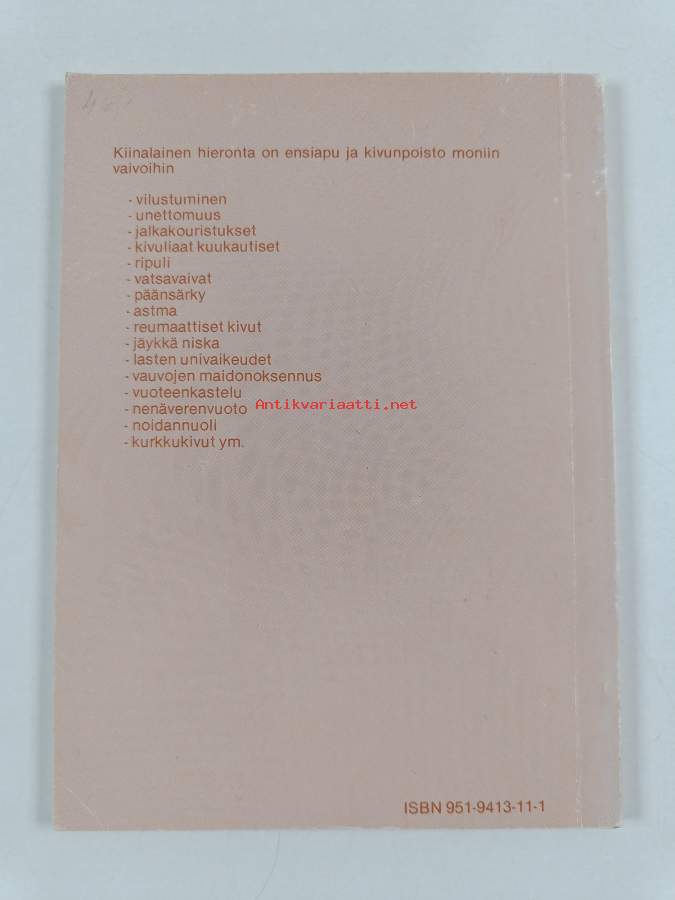 Kiinalainen hieronta on ensiapu ja kivunpoisto moniin
vaivoihin
- vilustuminen
- unettomuus
- jalkakouristukset
- kivuliaat kuukautiset
- ripuli
- vatsavaivat
- päänsärky
- astma
- reumaattiset kivut
- jäykkä niska
- lasten univaikeudet
- vauvojen maidonoksennus
- vuoteenkastelu
- nenäverenvuoto
Antikvariaatti.net
- noidannuoli
- kurkkukivut ym.
ISBN 951-9413-11-1